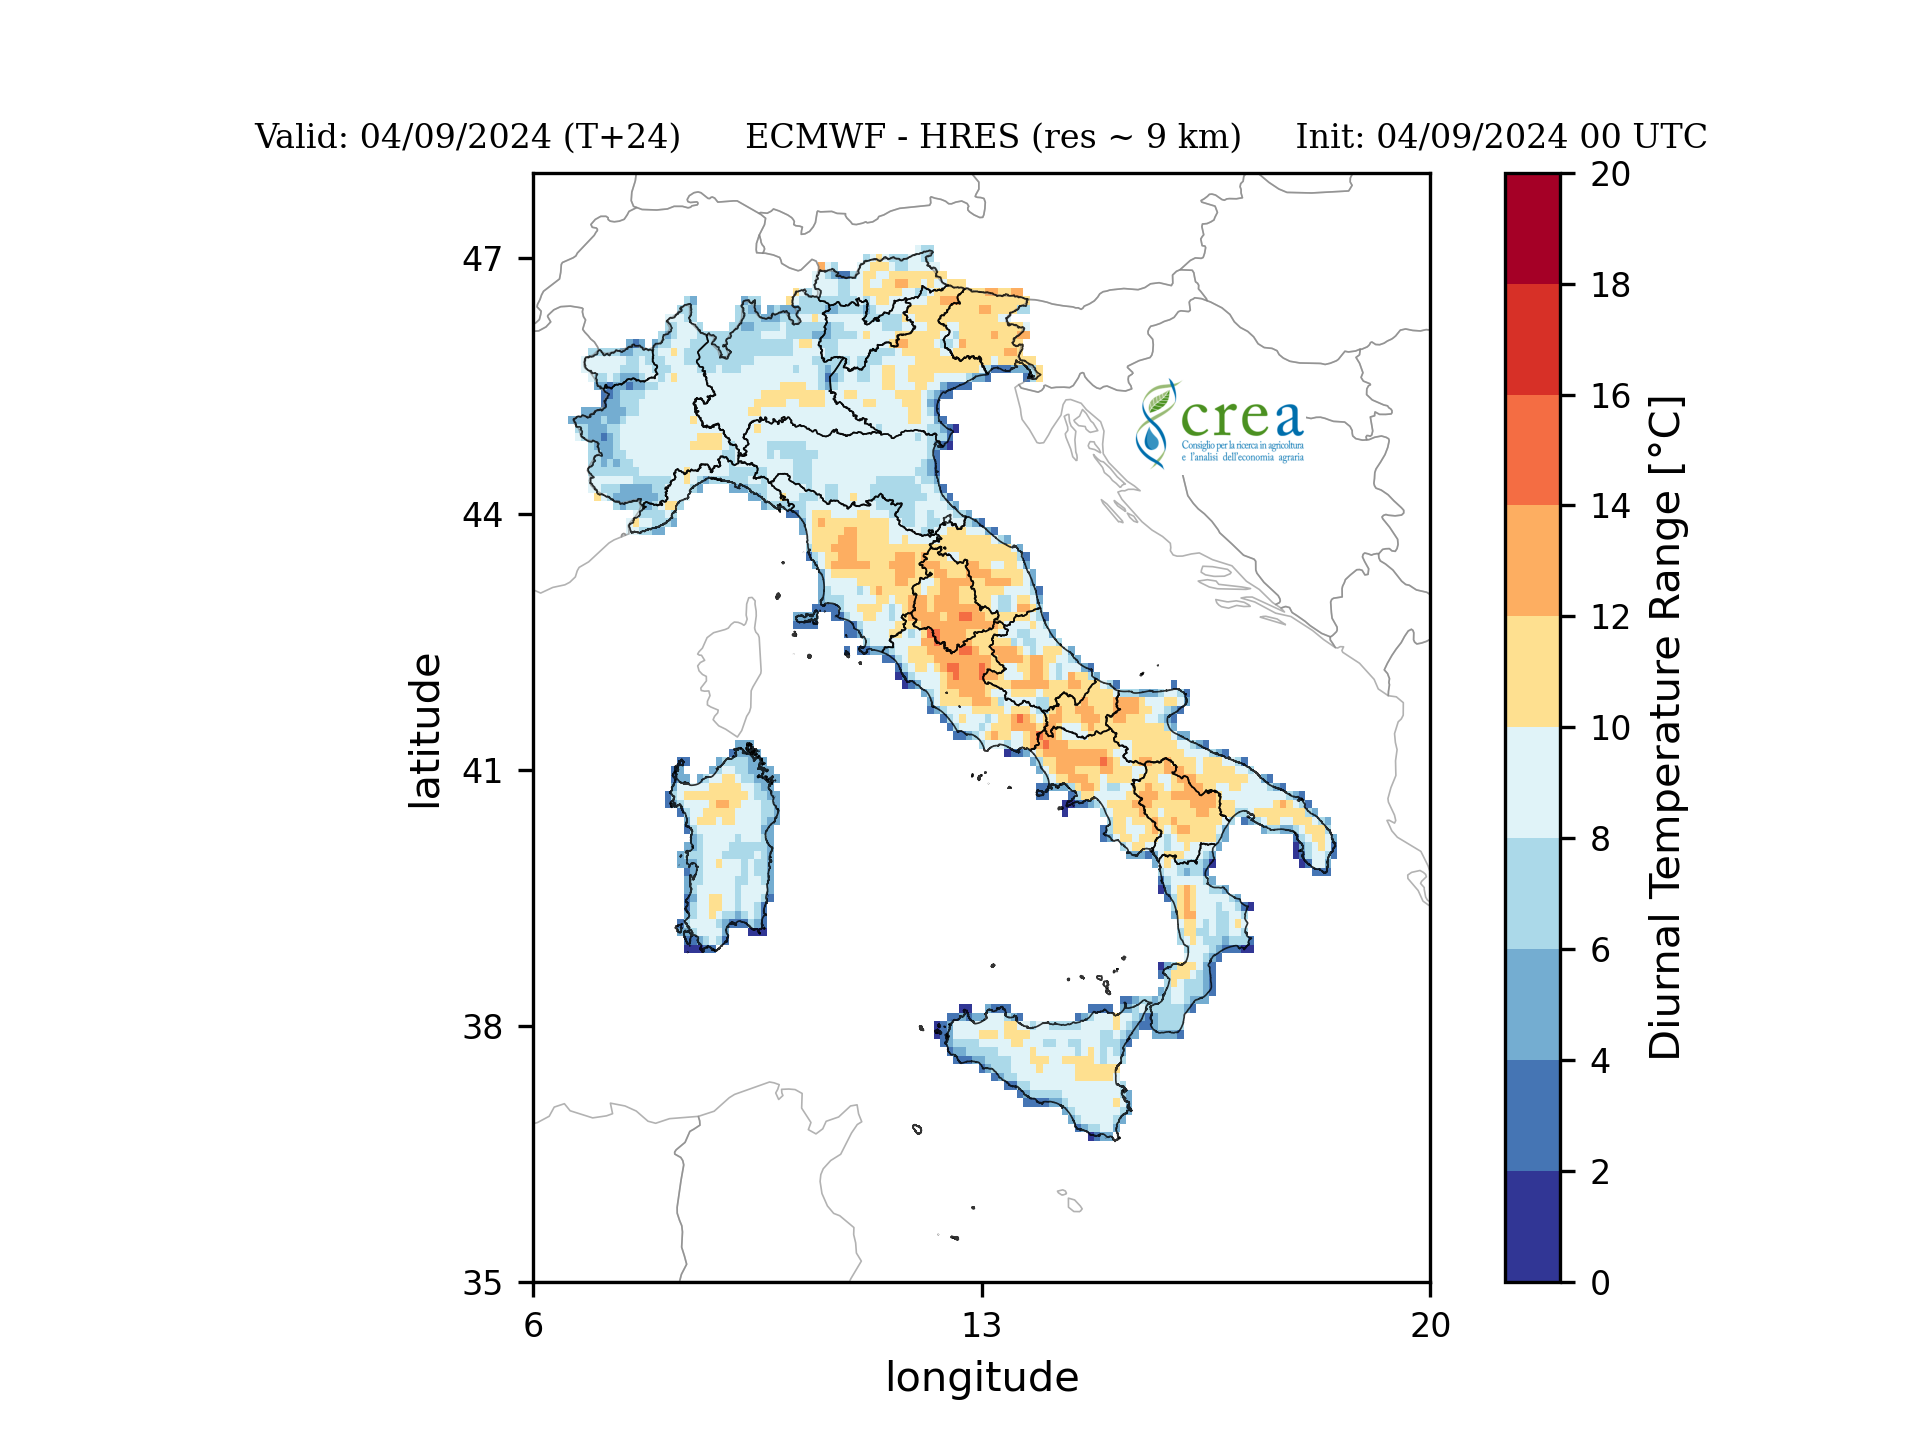 Valid: 04/09/2024 (T+24) ECMWF - HRES (res ~ 9 km) Init: 04/09/2024 00 UTC
47
44
41
38
35
6
13
20
longitude
latitude
crea
Consiglio per la ricerca in agricoltura
e l'analisi dell'economia agraria
20
18
16
14
12
10
8
6
4
2
0
Diurnal Temperature Range [°C]